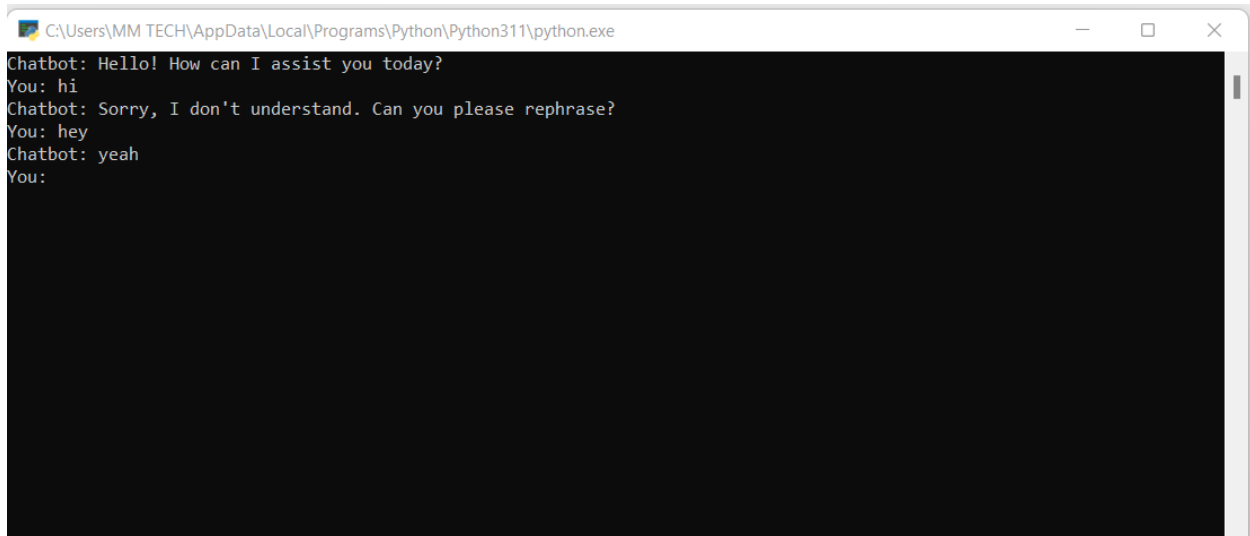 C:\Users\MM TECH\AppData\Local\Programs\Python\Python311\python.exe
Chatbot: Hello! How can I assist you today?
You: hi
Chatbot: Sorry, I don't understand. Can you please rephrase?
You: hey
Chatbot: yeah
You: